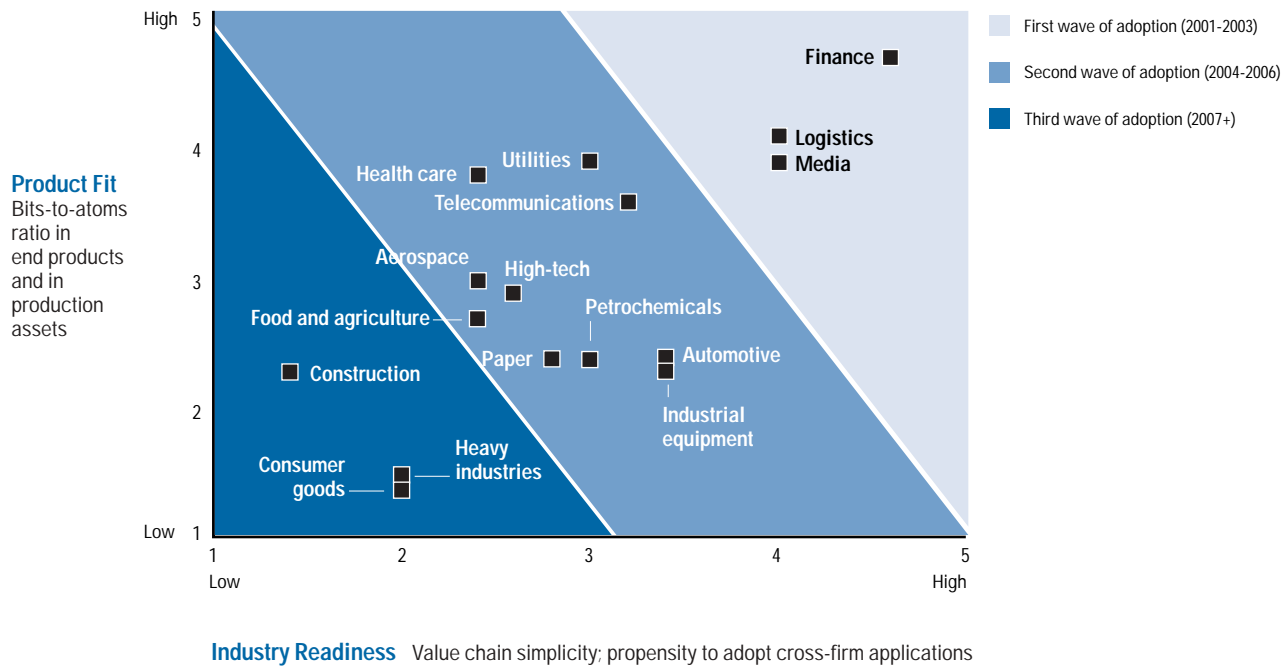 High 5
First wave of adoption (2001-2003)
Finance
Second wave of adoption (2004-2006)
Third wave of adoption (2007+)
4
Logistics
Media
Utilities
Health care
Telecommunications
Product Fit
Bits-to-atoms
ratio in
end products
and in
production
assets
3
Aerospace
High-tech
Petrochemicals
Food and agriculture
Paper
Automotive
Construction
2
Industrial
equipment
Heavy
industries
Consumer
goods
Low 1
1 2 3 4 5
Low High
Industry Readiness Value chain simplicity; propensity to adopt cross-firm applications